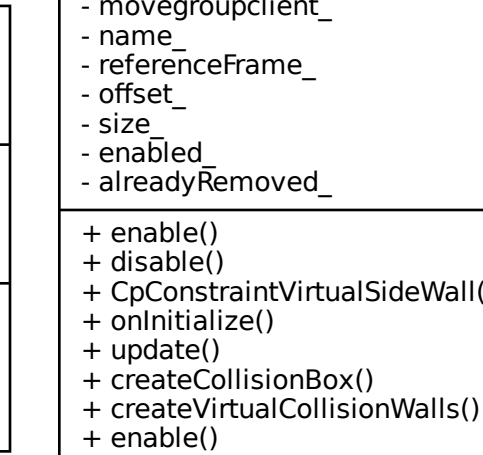 - movegroupclient_
- name_
- referenceFrame_
- offset_
- size_
- enabled_
- alreadyRemoved_
+ enable()
+ disable()
+ CpConstraintVirtualSideWall(
+ onInitialize()
+ update()
+ createCollisionBox()
+ createVirtualCollisionWalls()
+ enable()